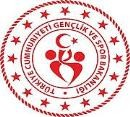 TÜRKİYE CUMHURİYETİ GENÇLİK VE SPOR BAKANLIĞI